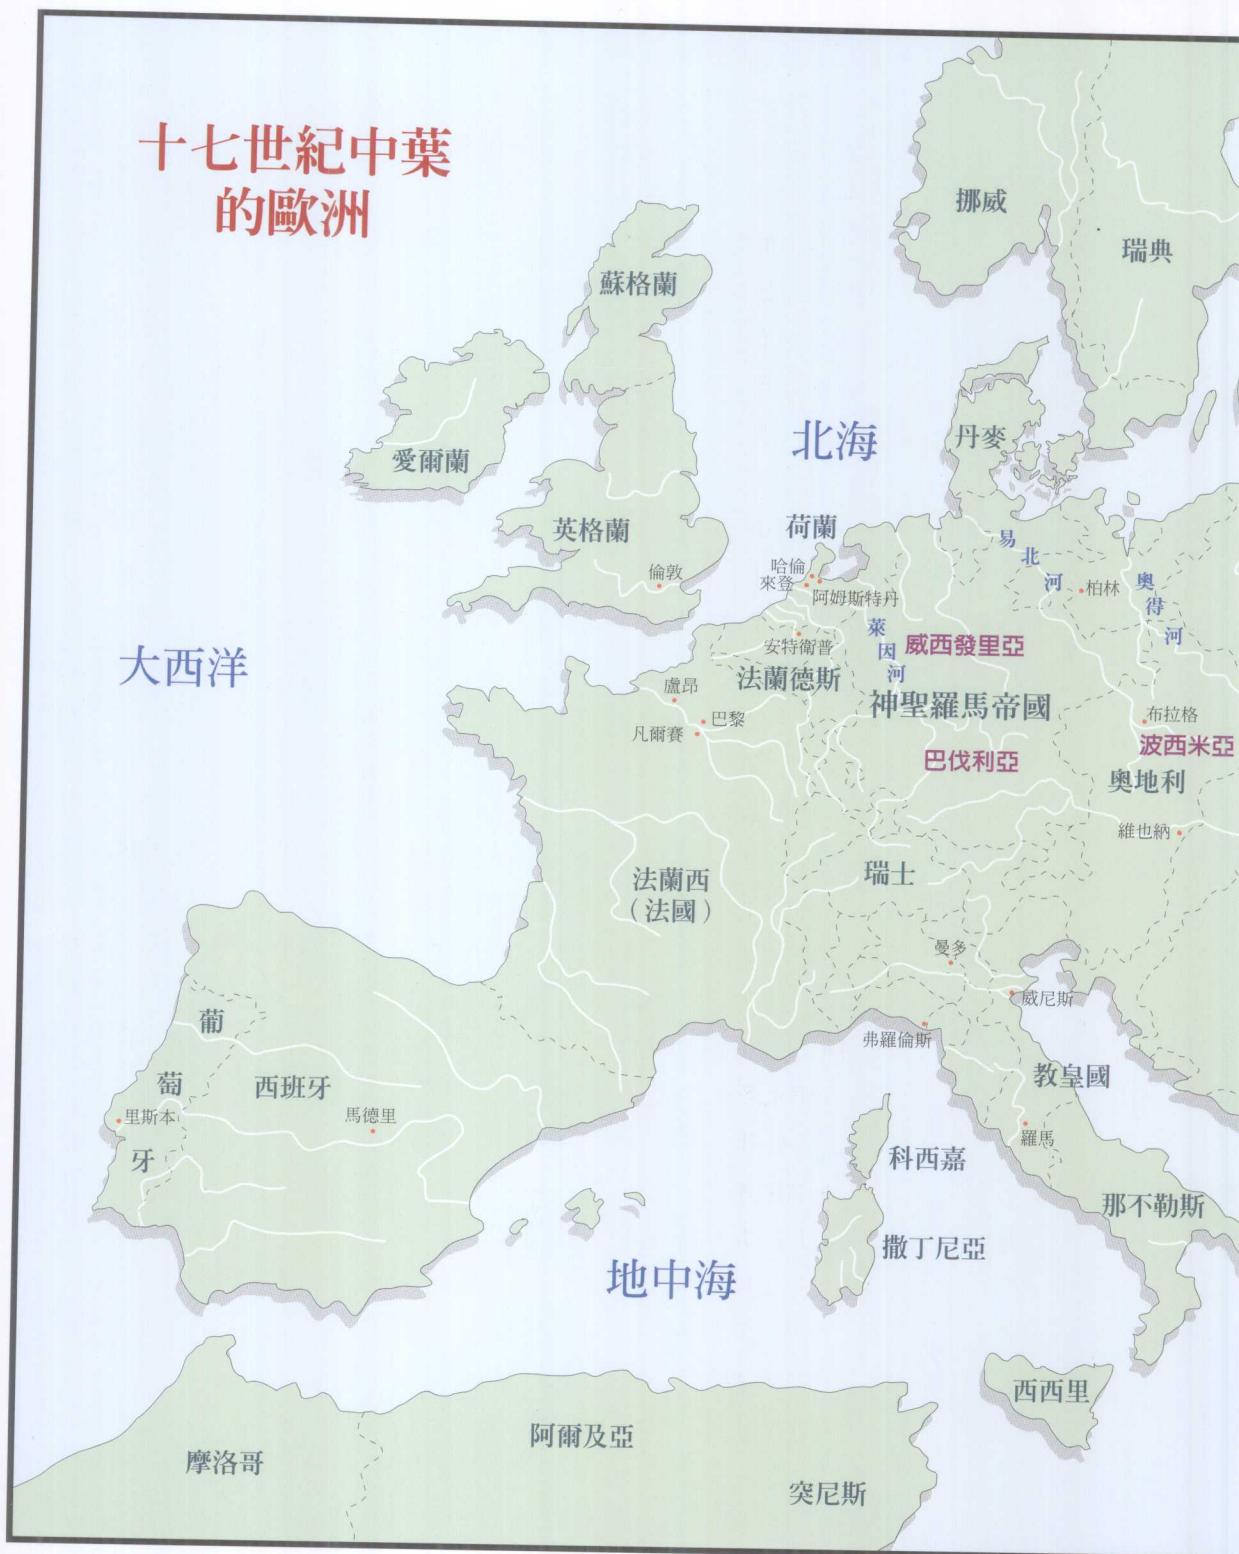 十七世紀中葉
的歐洲
挪威
瑞典
蘇格蘭
愛爾蘭
北海
丹麥
英格蘭
倫敦
荷蘭
哈倫
來登
阿姆斯特丹
易北河
柏林
奧得河
安特衛普
萊因河
威西發里亞
大西洋
法蘭德斯
盧昂
神聖羅馬帝國
巴黎
凡爾賽
布拉格
波西米亞
巴伐利亞
奧地利
維也納
法蘭西
（法國）
瑞士
曼多
威尼斯
弗羅倫斯
葡萄牙
西班牙
里斯本
馬德里
教皇國
羅馬
科西嘉
那不勒斯
撒丁尼亞
地中海
西西里
摩洛哥
阿爾及亞
突尼斯